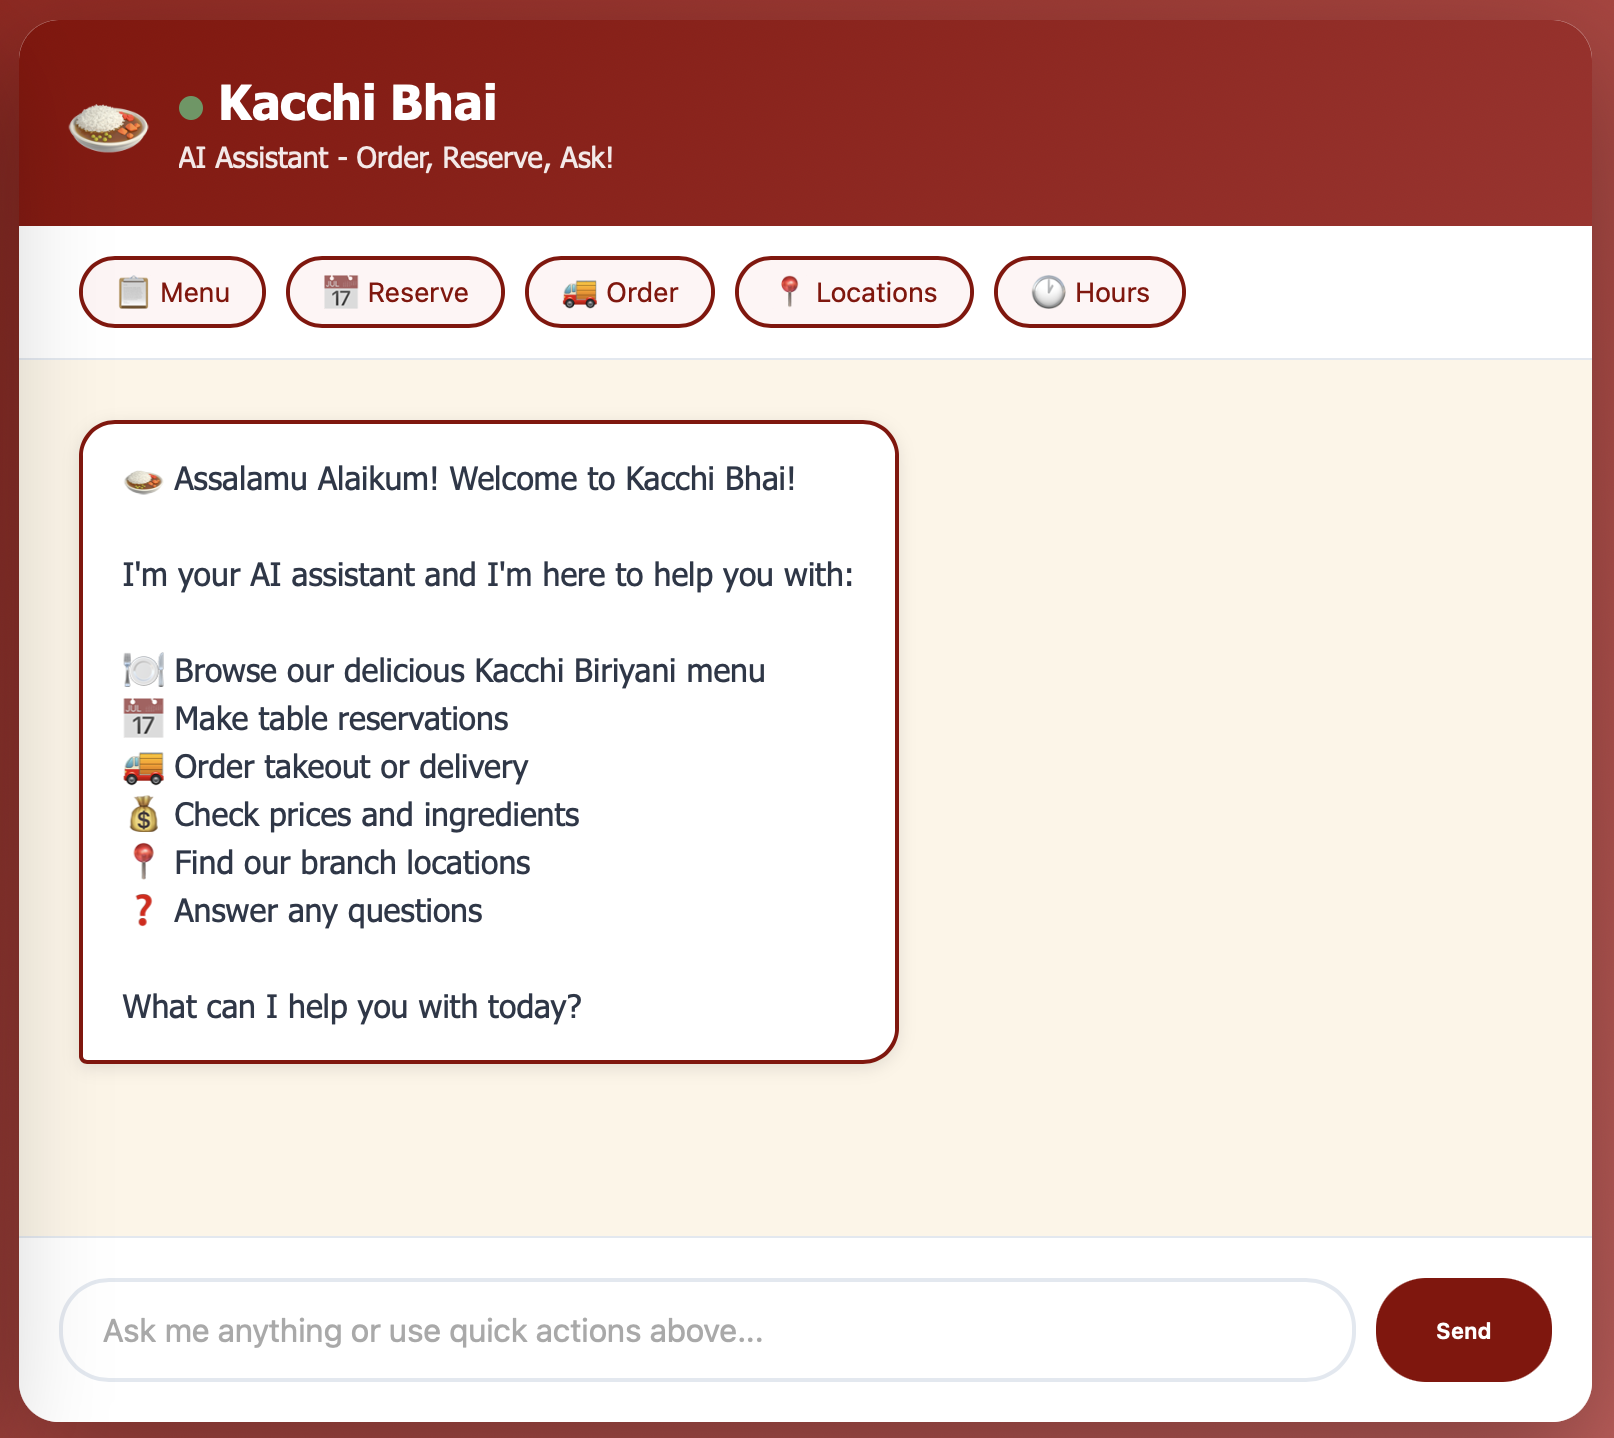 Kacchi Bhai
AI Assistant - Order, Reserve, Ask!
📋 Menu
📅 Reserve
🚚 Order
📍 Locations
🕐 Hours
🍛 Assalamu Alaikum! Welcome to Kacchi Bhai!
I'm your AI assistant and I'm here to help you with:
🍽️ Browse our delicious Kacchi Biriyani menu
📅 Make table reservations
🚚 Order takeout or delivery
💰 Check prices and ingredients
📍 Find our branch locations
❓ Answer any questions
What can I help you with today?
Ask me anything or use quick actions above...
Send